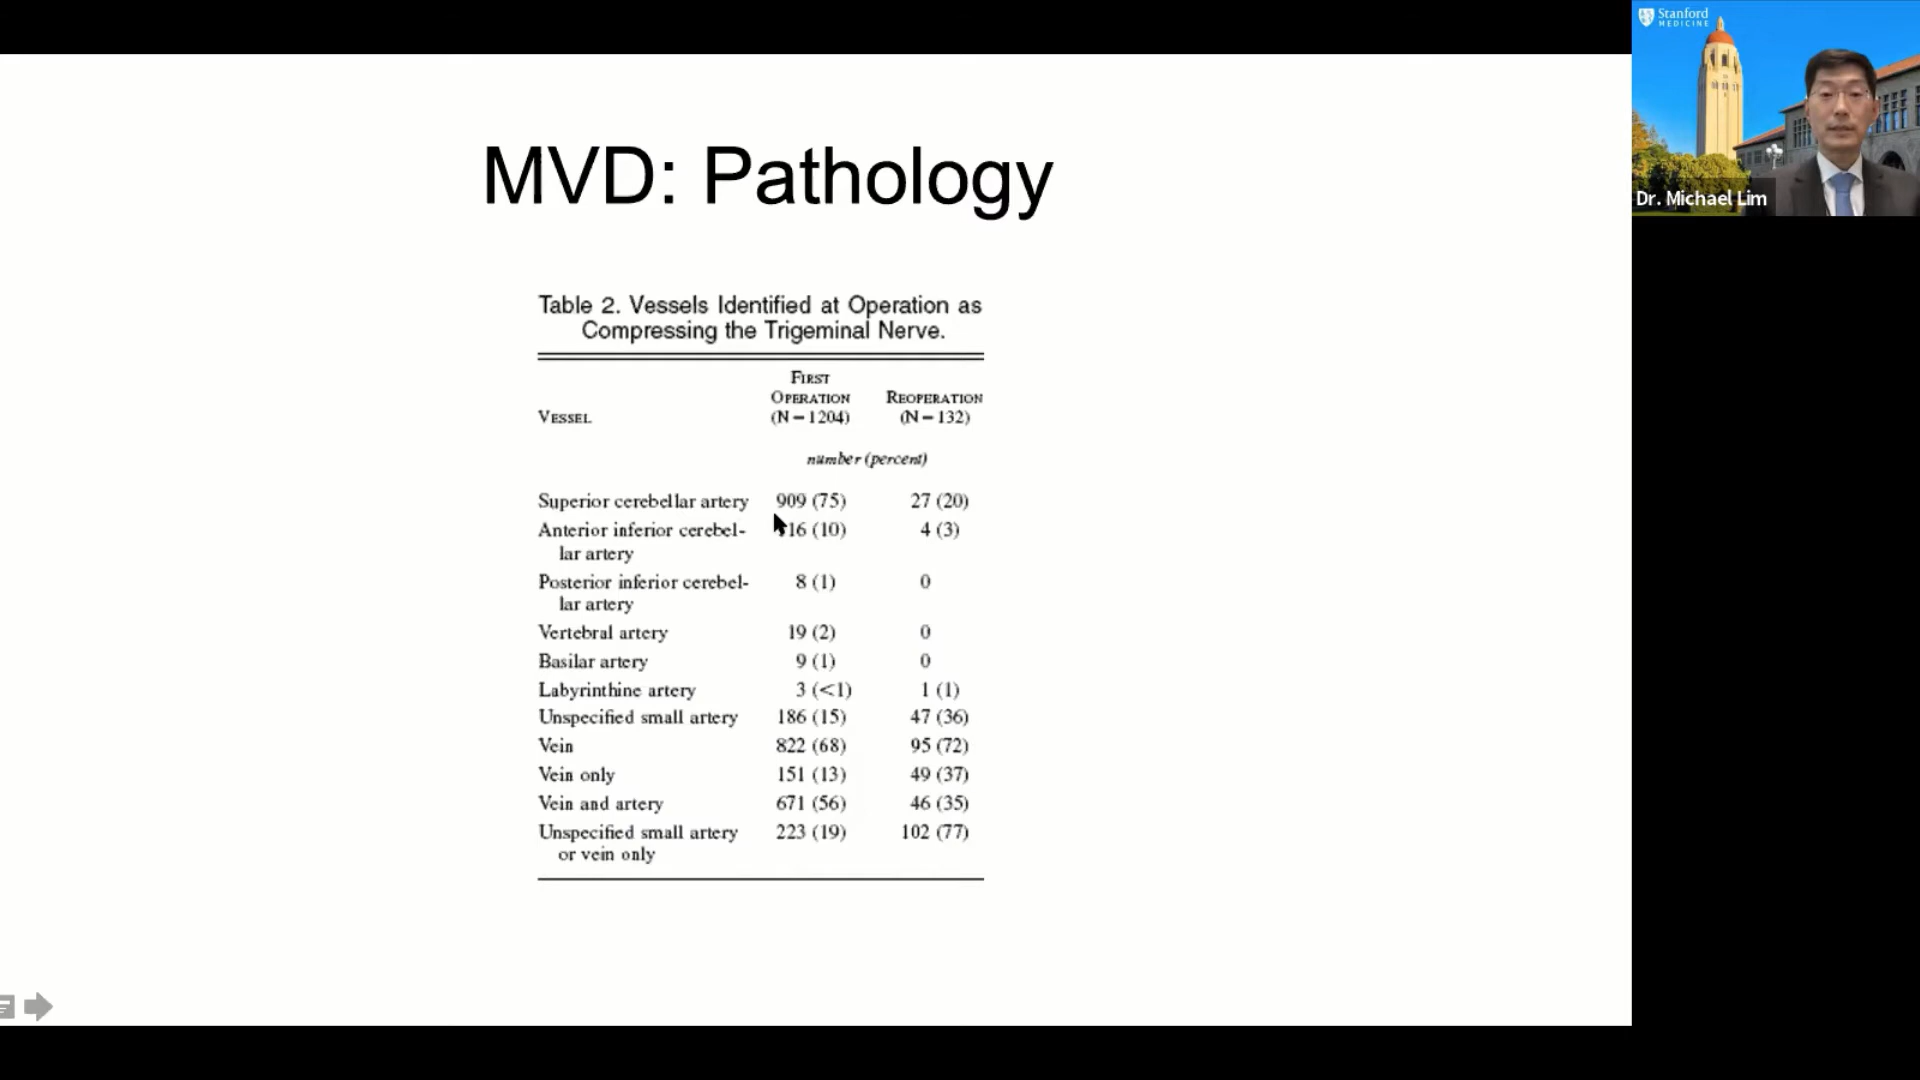 MVD: Pathology
Table 2. Vessels Identified at Operation as
Compressing the Trigeminal Nerve.
VESSEL
FIRST
OPERATION
(N=1204)
REOPERATION
(N=132)
number (percent)
Superior cerebellar artery 909 (75) 27 (20)
Anterior inferior cerebel- 16 (10) 4 (3)
lar artery
Posterior inferior cerebel- 8 (1) 0
lar artery
Vertebral artery 19 (2) 0
Basilar artery 9 (1) 0
Labyrinthine artery 3 (<1) 1 (1)
Unspecified small artery 186 (15) 47 (36)
Vein 822 (68) 95 (72)
Vein only 151 (13) 49 (37)
Vein and artery 671 (56) 46 (35)
Unspecified small artery 223 (19) 102 (77)
or vein only
Stanford
MEDICINE
Dr. Michael Lim